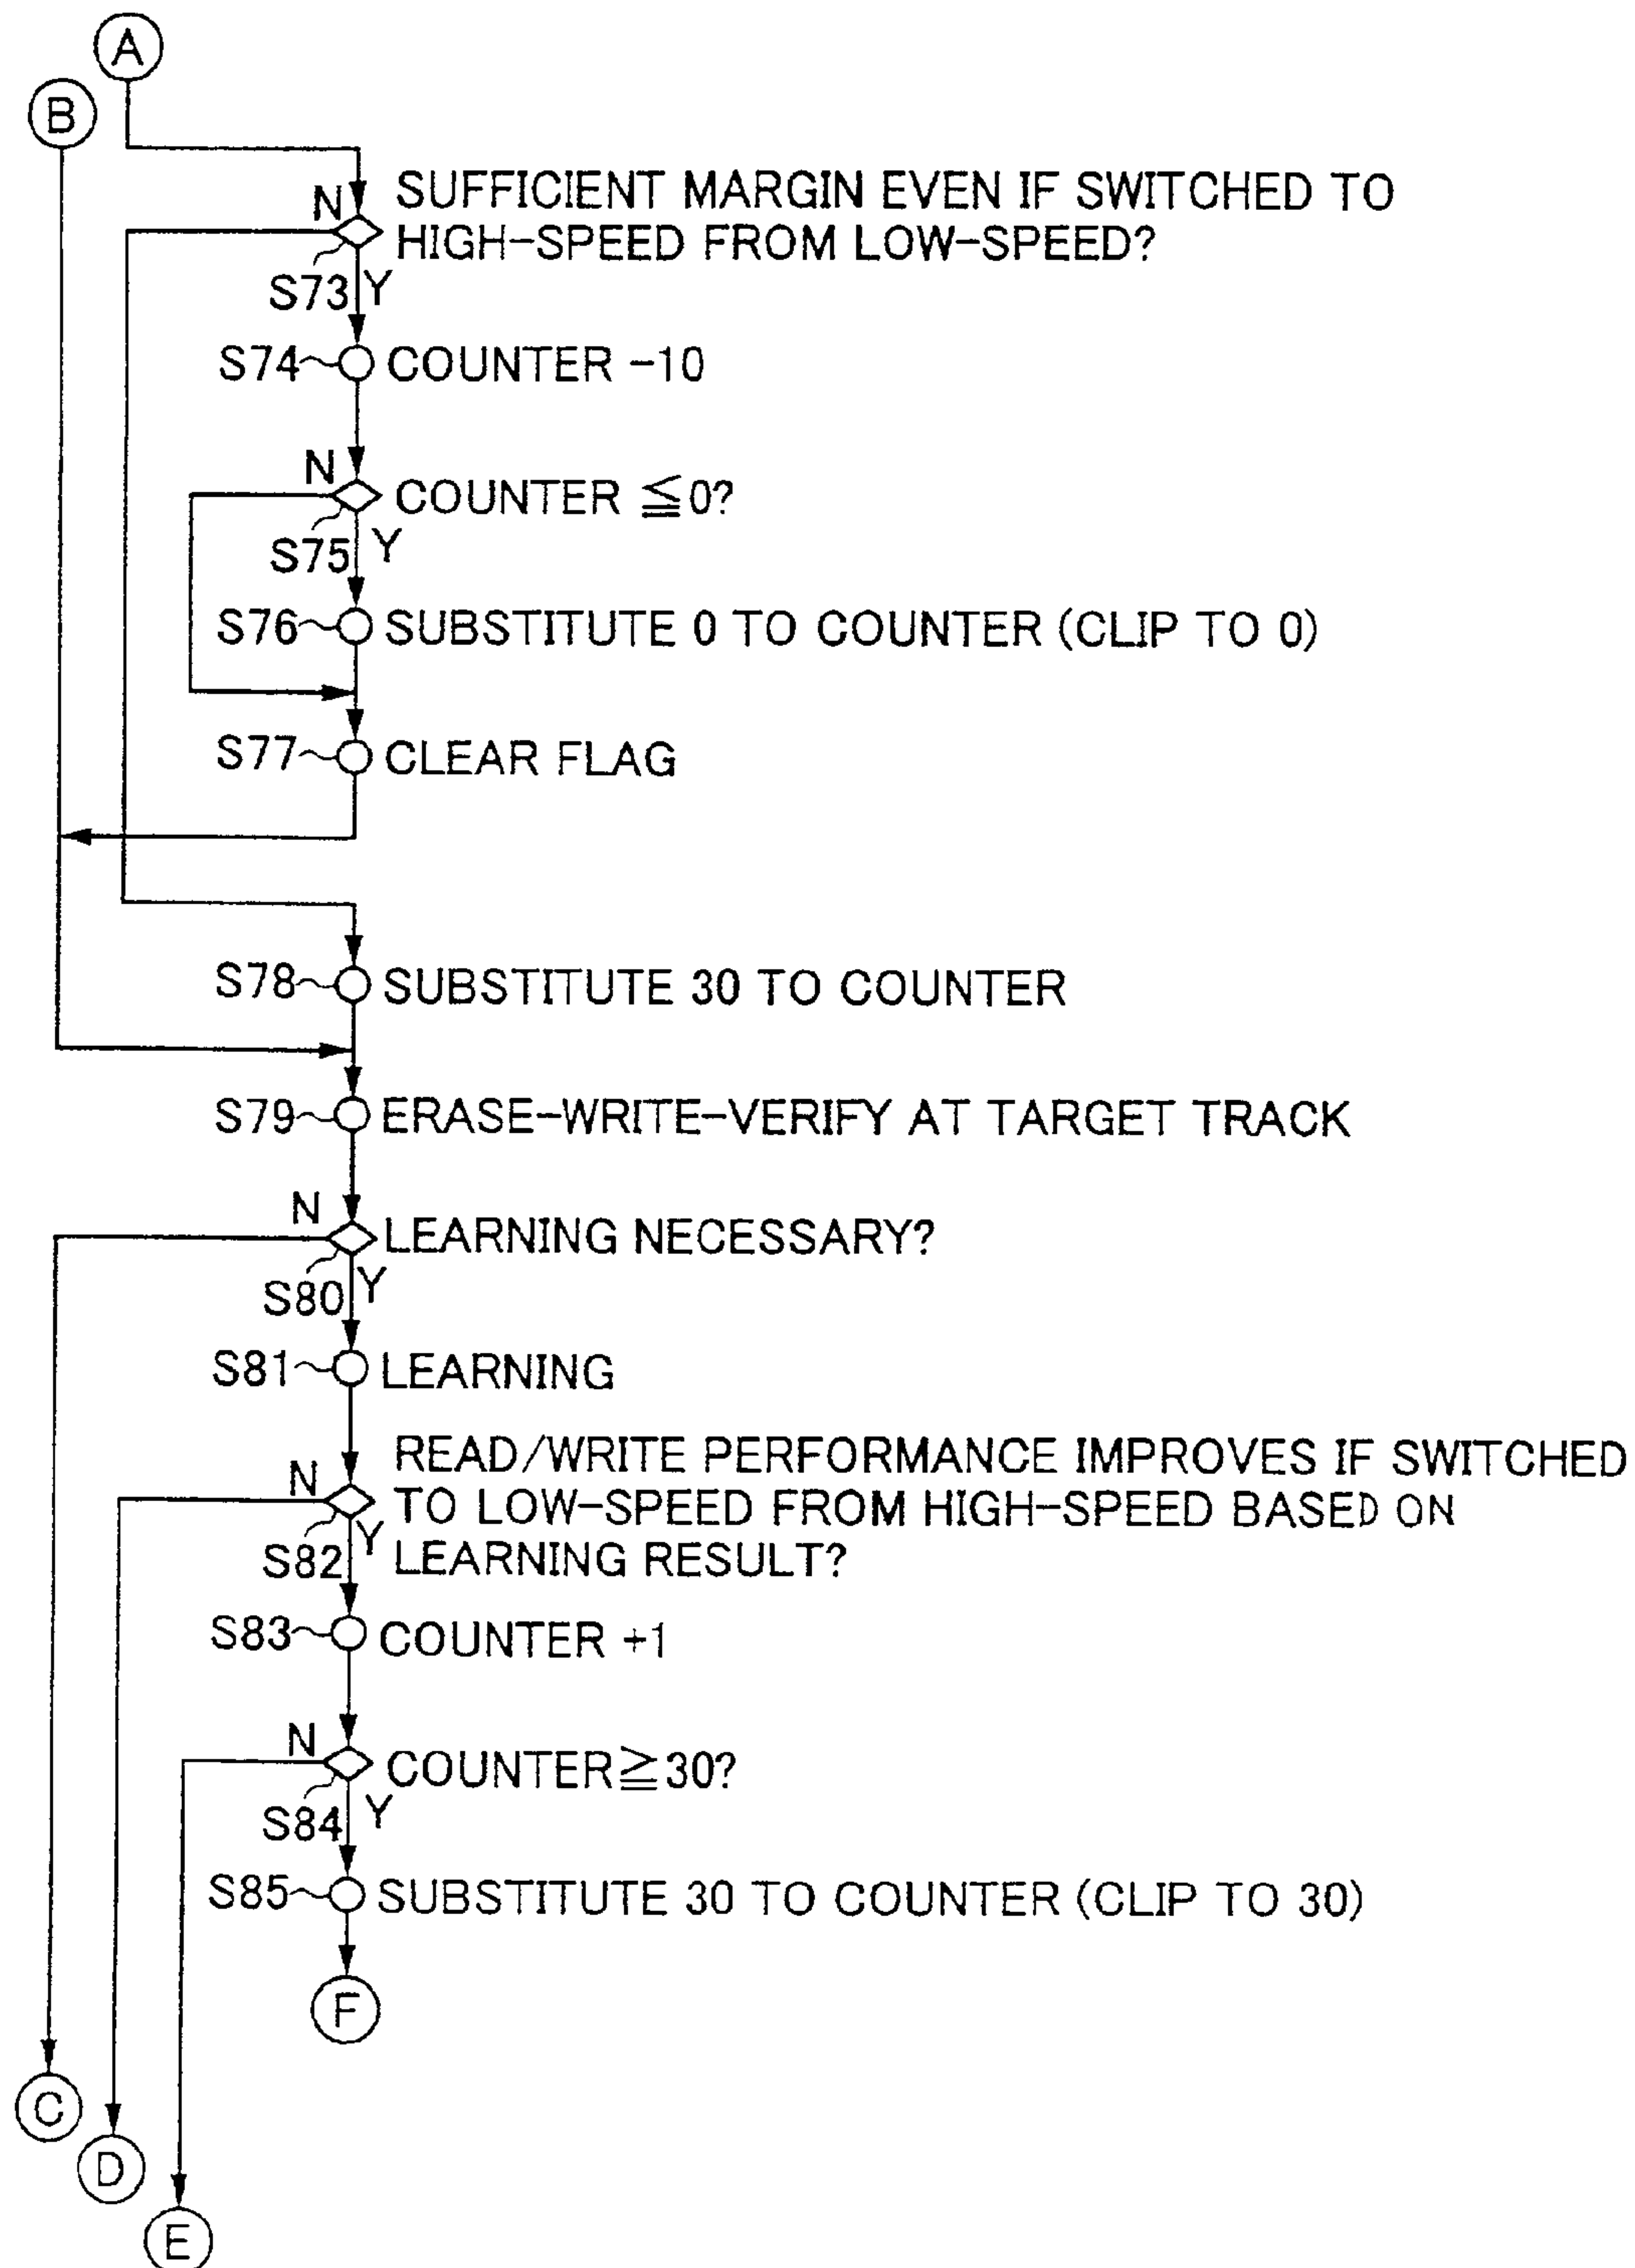 A
B
N
SUFFICIENT MARGIN EVEN IF SWITCHED TO
HIGH-SPEED FROM LOW-SPEED?
S73
Y
S74
COUNTER -10
N
COUNTER ≦0?
S75
Y
S76
SUBSTITUTE 0 TO COUNTER (CLIP TO 0)
S77
CLEAR FLAG
S78
SUBSTITUTE 30 TO COUNTER
S79
ERASE-WRITE-VERIFY AT TARGET TRACK
N
LEARNING NECESSARY?
S80
Y
S81
LEARNING
N
READ/WRITE PERFORMANCE IMPROVES IF SWITCHED
TO LOW-SPEED FROM HIGH-SPEED BASED ON
LEARNING RESULT?
S82
Y
S83
COUNTER +1
N
COUNTER≧30?
S84
Y
S85
SUBSTITUTE 30 TO COUNTER (CLIP TO 30)
F
C
D
E